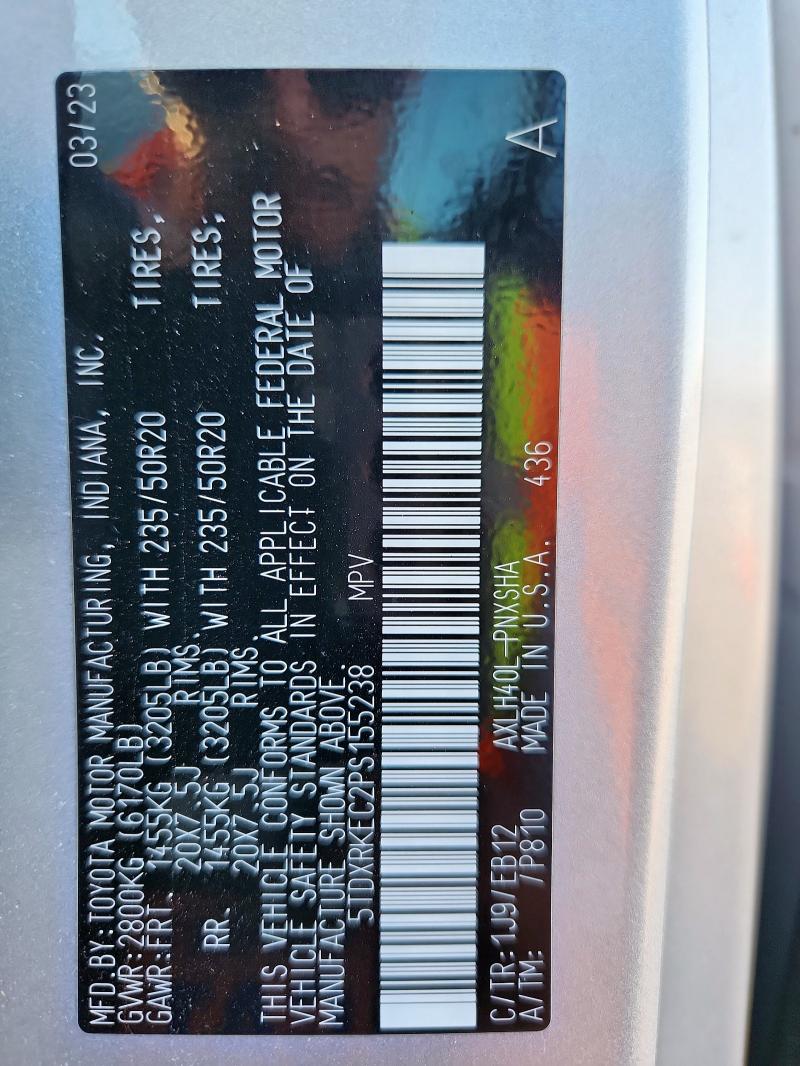 MFD BY:TOYOTA MOTOR MANUFACTURING, INDIANA, INC. 03/23
GVWR:2800KG (6170LB)
GAWR:FRT. 1455KG (3205LB) WITH 235/50R20 TIRES,
20X7.5J RIMS.
RR. 1455KG (3205LB) WITH 235/50R20 TIRES,
20X7.5J RIMS
THIS VEHICLE CONFORMS TO ALL APPLICABLE FEDERAL MOTOR
VEHICLE SAFETY STANDARDS IN EFFECT ON THE DATE OF
MANUFACTURE SHOWN ABOVE.
5TDXRKEC2PS155238 MPV
C/TR:1J9/EB12 AXLH40L-PNXSHA
A/TM: /P810 MADE IN U.S.A. 436 A